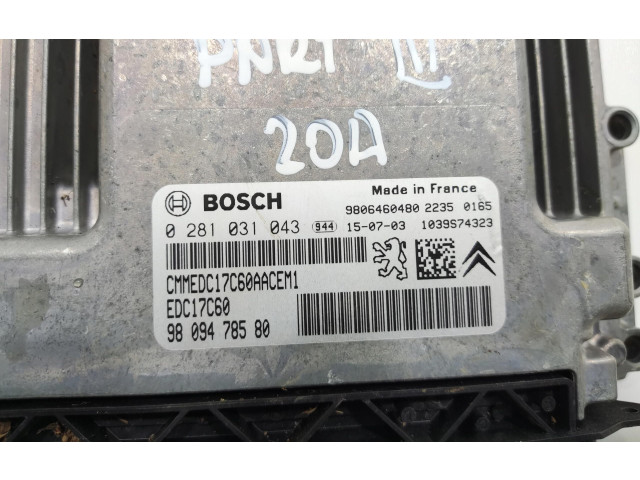 20A
BOSCH
Made in France
0 281 031 043 944 15-07-03
9806460480 2235 0165
1039S74323
CMMEDC17C60AACEM1
EDC17C60
98 094 785 80